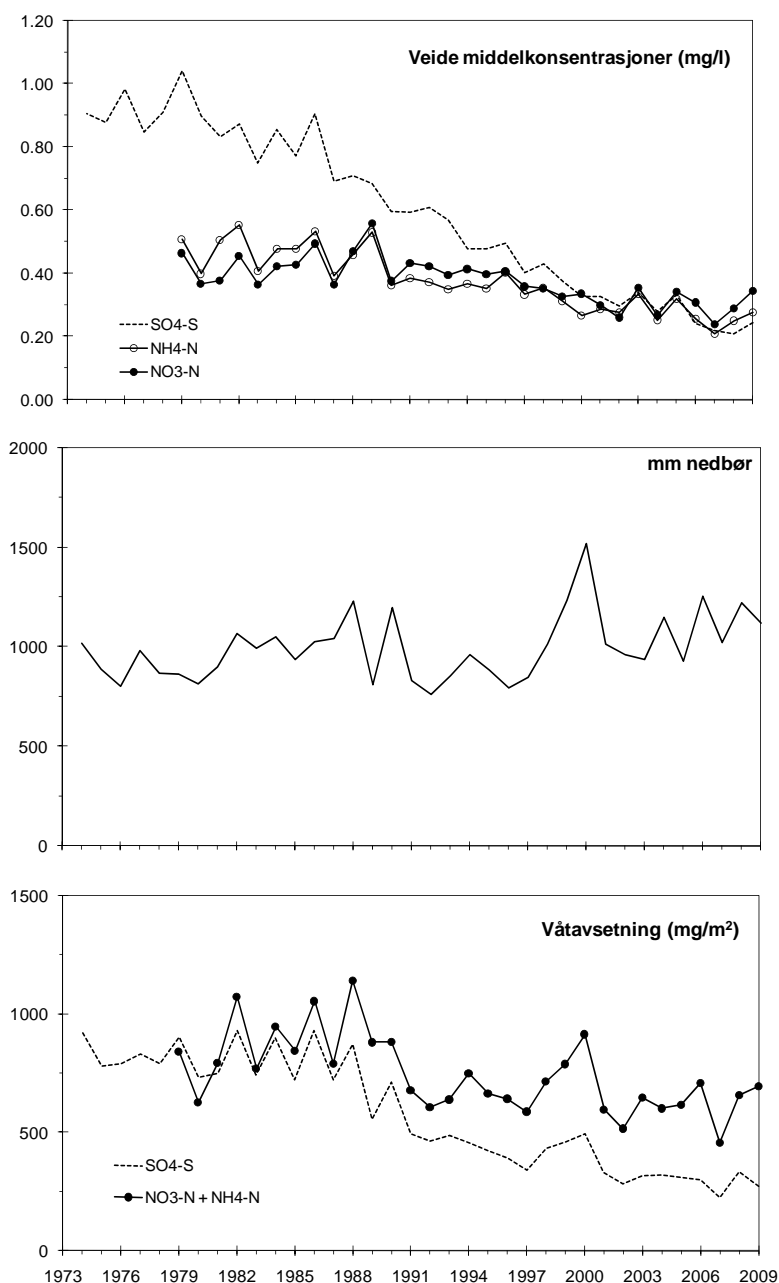 1.20
Veide middelkonsentrasjoner (mg/l)
1.00
0.80
0.60
0.40
0.20
0.00
SO4-S
NH4-N
NO3-N
2000
mm nedbør
1500
1000
500
0
1500
Våtavsetning (mg/m²)
1000
500
0
SO4-S
NO3-N + NH4-N
1973 1976 1979 1982 1985 1988 1991 1994 1997 2000 2003 2006 2009